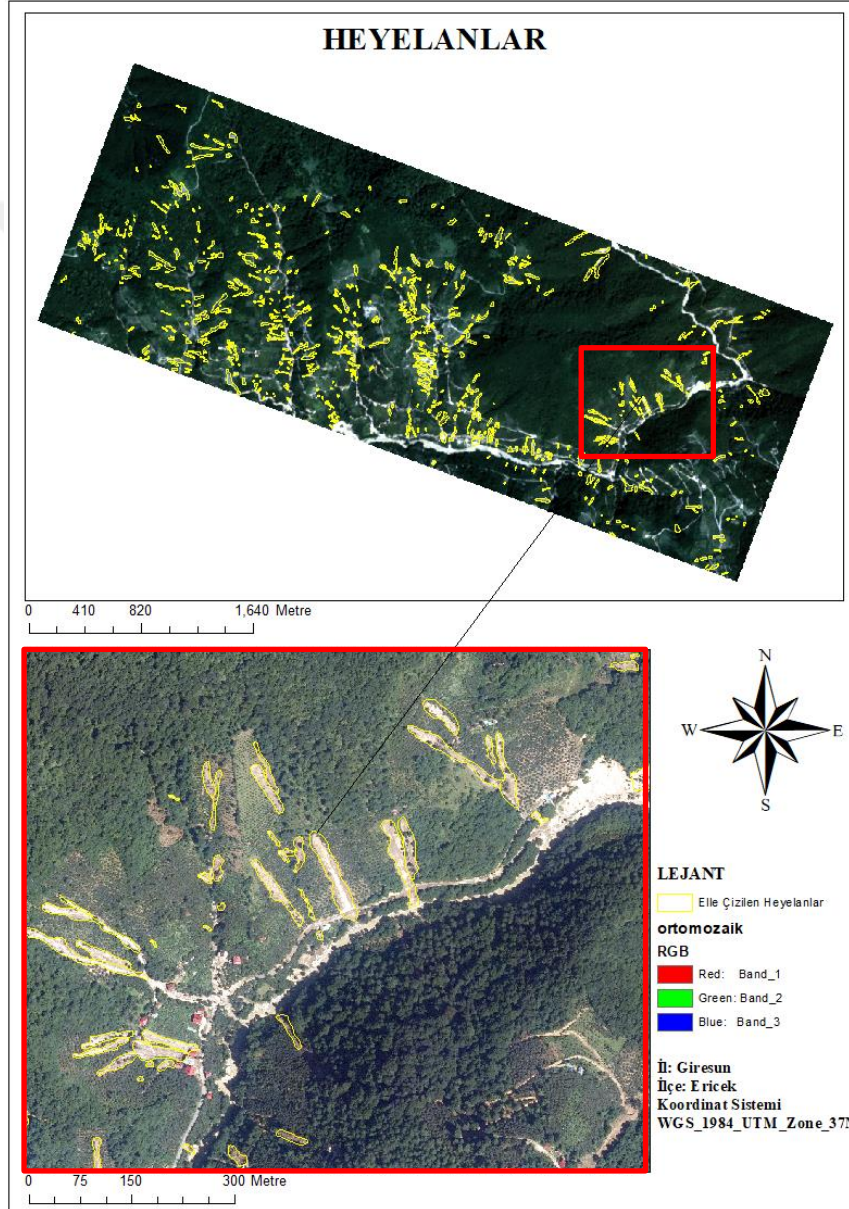 HEYELANLAR
0 410 820 1,640 Metre
N
W E
S
LEJANT
Elle Çizilen Heyelanlar
ortomozaik
RGB
Red: Band_1
Green: Band_2
Blue: Band_3
İl: Giresun
İlçe: Ericek
Koordinat Sistemi
WGS_1984_UTM_Zone_37N
0 75 150 300 Metre